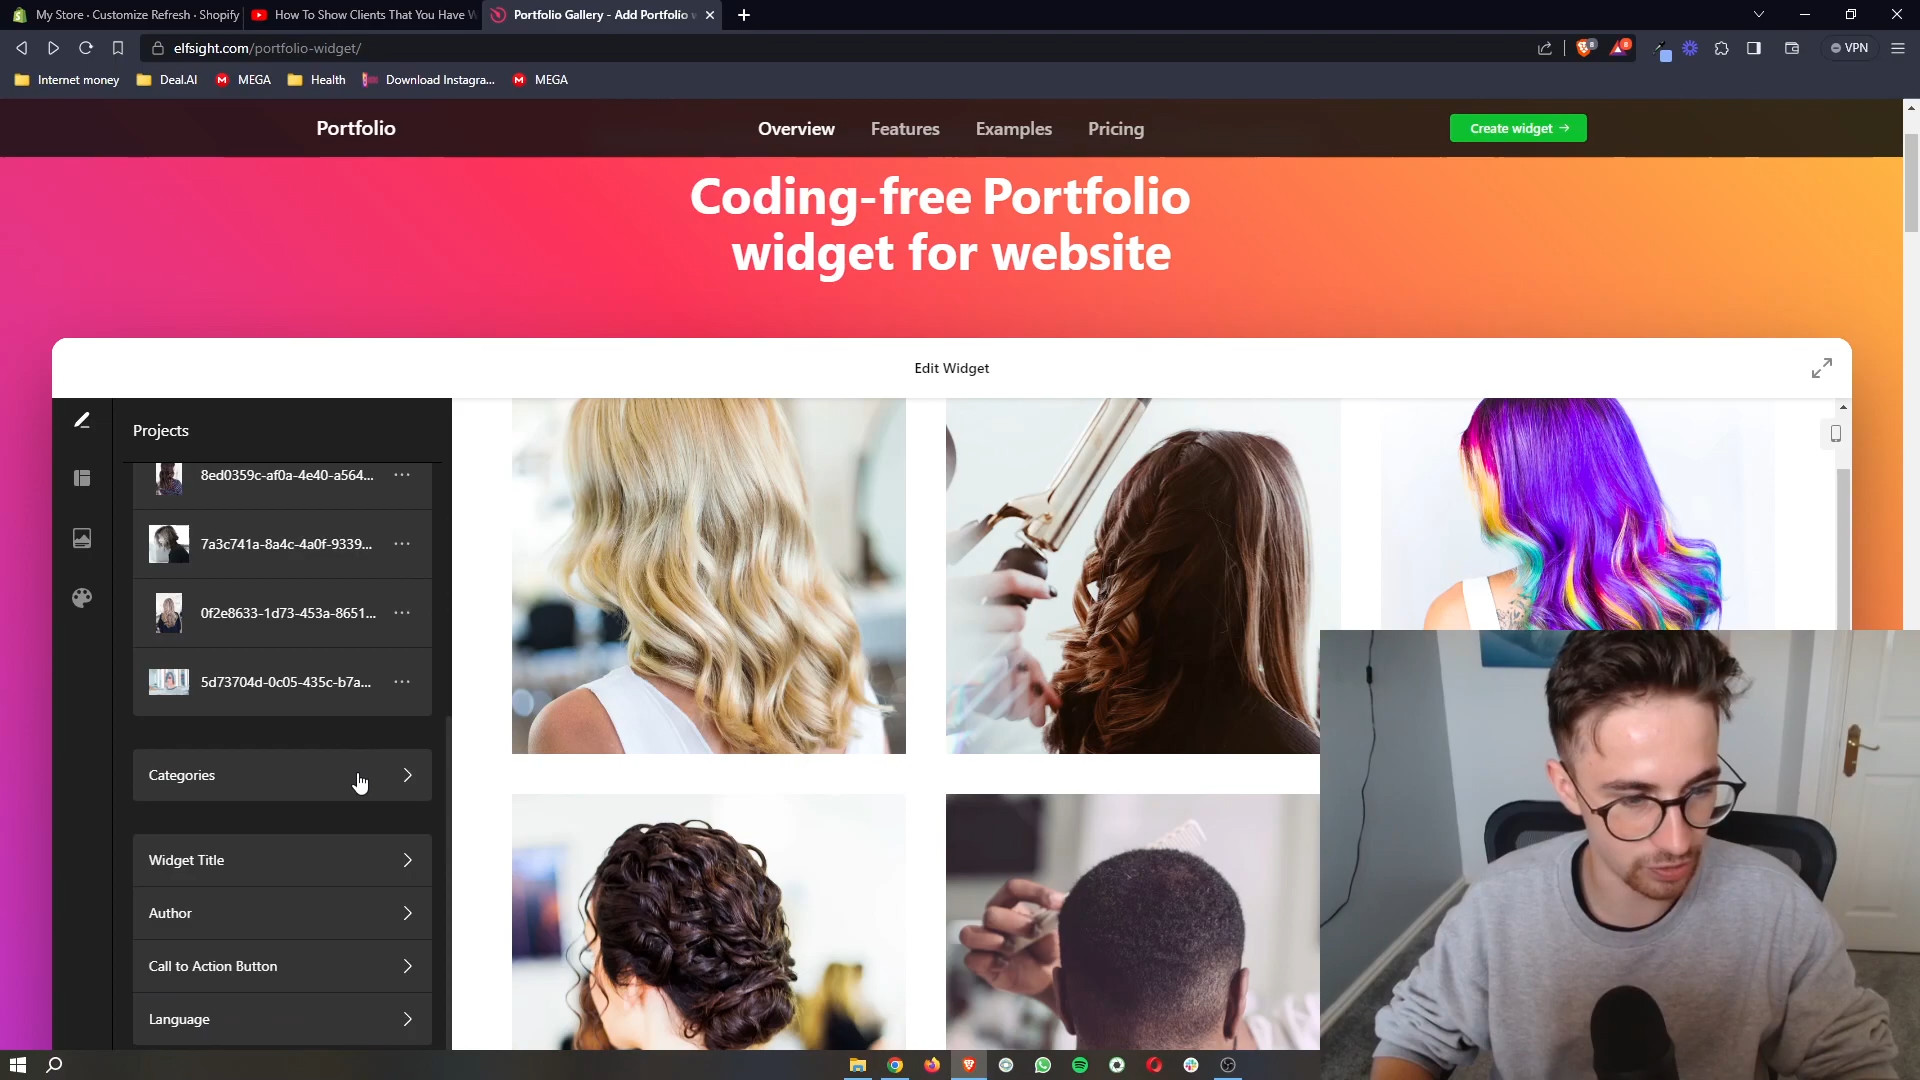 My Store · Customize Refresh · Shopify
How To Show Clients That You Have W
Portfolio Gallery - Add Portfolio w
elfsight.com/portfolio-widget/
VPN
Internet money
Deal.AI
MEGA
Health
Download Instagra...
MEGA
Portfolio
Overview
Features
Examples
Pricing
Create widget →
Coding-free Portfolio
widget for website
Edit Widget
Projects
8ed0359c-af0a-4e40-a564...
7a3c741a-8a4c-4a0f-9339...
0f2e8633-1d73-453a-8651...
5d73704d-0c05-435c-b7a...
Categories
Widget Title
Author
Call to Action Button
Language